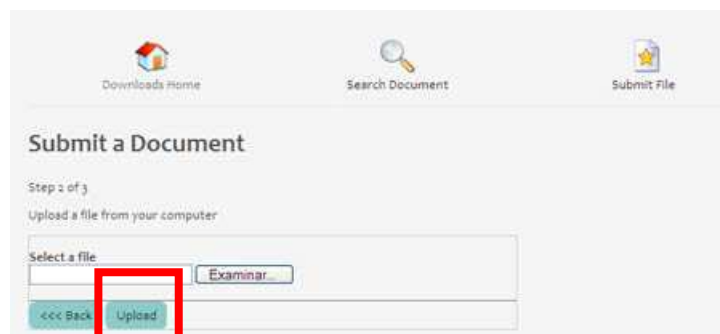 Downloads Home Search Document Submit File
Submit a Document
Step 2 of 3
Upload a file from your computer
Select a file
Examinar...
<<< Back Upload